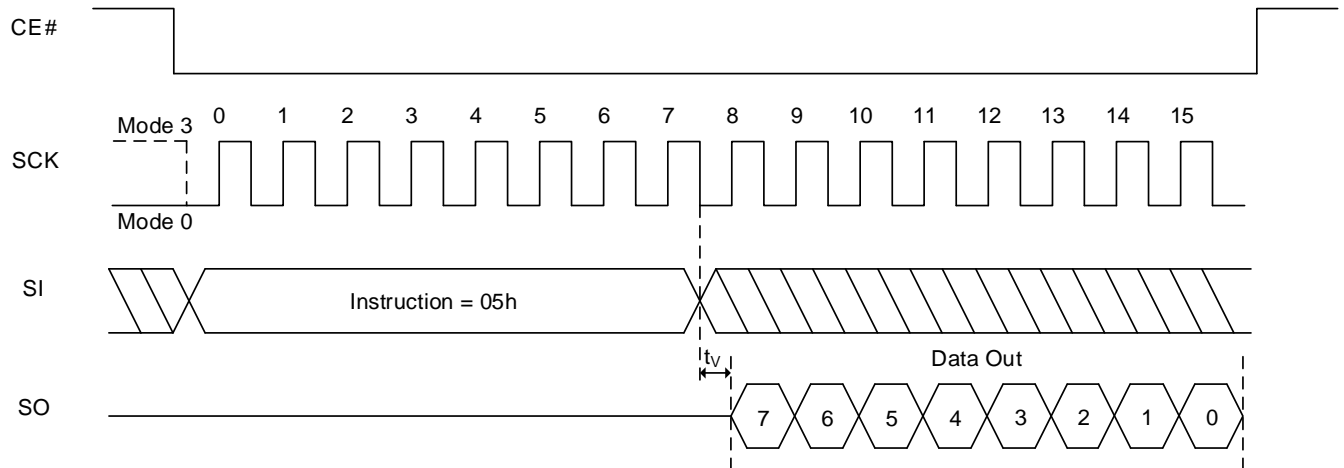 CE#
0 1 2 3 4 5 6 7 8 9 10 11 12 13 14 15
Mode 3
SCK
Mode 0
SI
Instruction = 05h
tV
Data Out
SO
7 6 5 4 3 2 1 0